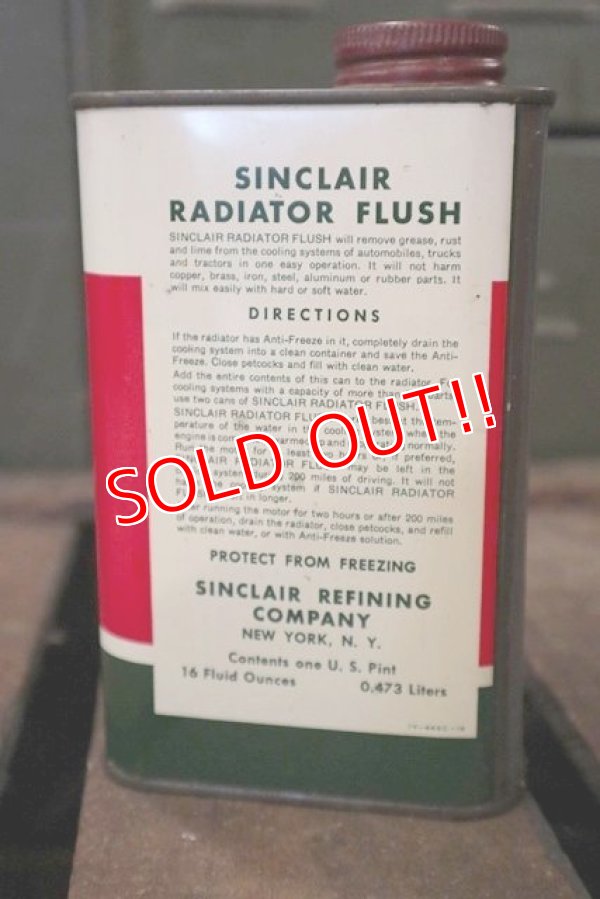 SINCLAIR
RADIATOR FLUSH
SINCLAIR RADIATOR FLUSH will remove grease, rust
and lime from the cooling systems of automobiles, trucks
and tractors in one easy operation. It will not harm
copper, brass, iron, steel, aluminum or rubber parts. It
will mix easily with hard or soft water.
DIRECTIONS
If the radiator has Anti-Freeze in it, completely drain the
cooling system into a clean container and save the Anti-
Freeze. Close petcocks and fill with clean water.
Add the entire contents of this can to the radiator. For
cooling systems with a capacity of more than
use two cans of SINCLAIR RADIATOR FLUSH.
SINCLAIR RADIATOR
perature of the water in the
engine is
Run the
RADIATOR may be left in the
200 miles of driving. It will not
system if SINCLAIR RADIATOR
in longer.
After running the motor for two hours or after 200 miles
of operation, drain the radiator, close petcocks, and refill
with clean water, or with Anti-Freeze solution.
SOLD OUT!!
PROTECT FROM FREEZING
SINCLAIR REFINING
COMPANY
NEW YORK, N. Y.
Contents one U. S. Pint
16 Fluid Ounces 0.473 Liters